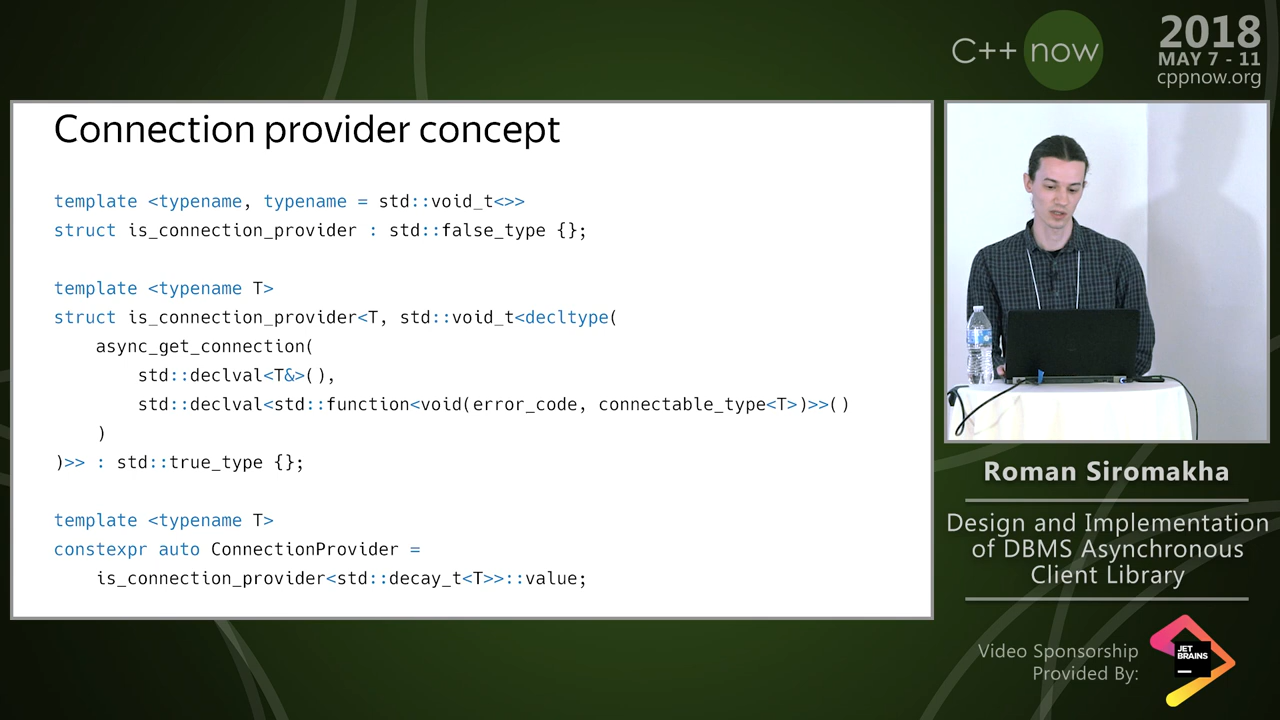 C++ now
2018
MAY 7 - 11
cppnow.org
Connection provider concept
template <typename, typename = std::void_t<>>
struct is_connection_provider : std::false_type {};
template <typename T>
struct is_connection_provider<T, std::void_t<decltype(
    async_get_connection(
        std::declval<T&>(),
        std::declval<std::function<void(error_code, connectable_type<T>)>>()
    )
)>> : std::true_type {};
template <typename T>
constexpr auto ConnectionProvider =
    is_connection_provider<std::decay_t<T>>::value;
Roman Siromakha
Design and Implementation
of DBMS Asynchronous
Client Library
Video Sponsorship
Provided By:
JET
BRAINS